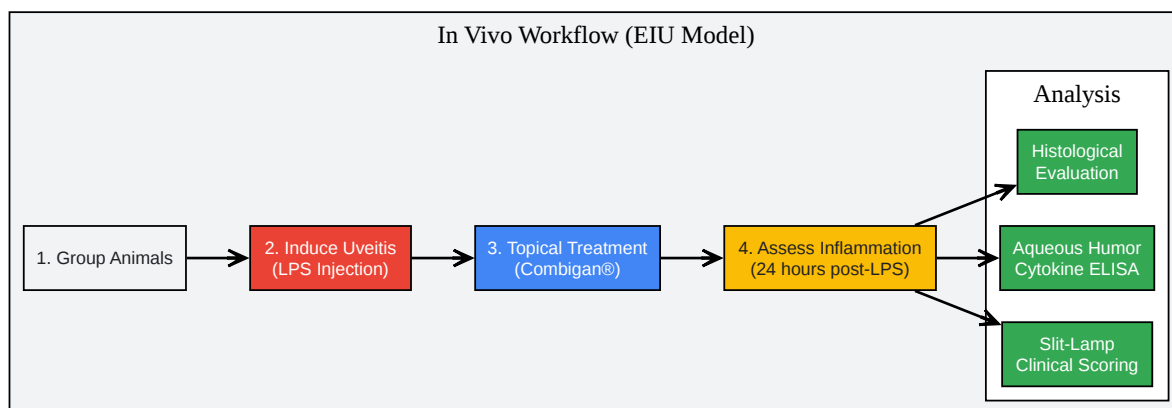 In Vivo Workflow (EIU Model)
1. Group Animals
2. Induce Uveitis
(LPS Injection)
3. Topical Treatment
(Combigan®)
4. Assess Inflammation
(24 hours post-LPS)
Analysis
Histological
Evaluation
Aqueous Humor
Cytokine ELISA
Slit-Lamp
Clinical Scoring